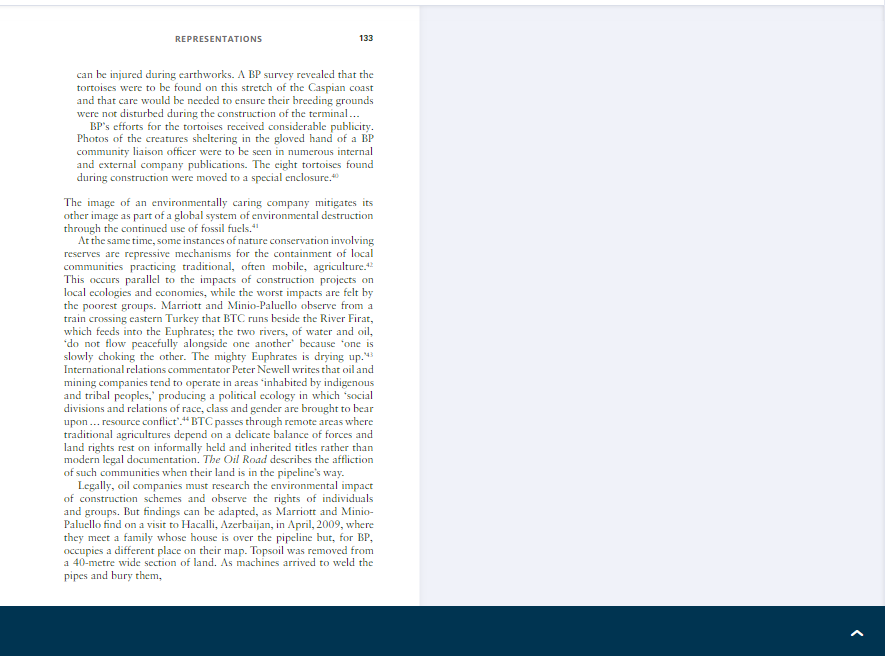 REPRESENTATIONS 133
can be injured during earthworks. A BP survey revealed that the
tortoises were to be found on this stretch of the Caspian coast
and that care would be needed to ensure their breeding grounds
were not disturbed during the construction of the terminal…
BP’s efforts for the tortoises received considerable publicity.
Photos of the creatures sheltering in the gloved hand of a BP
community liaison officer were to be seen in numerous internal
and external company publications. The eight tortoises found
during construction were moved to a special enclosure.⁴⁰
The image of an environmentally caring company mitigates its
other image as part of a global system of environmental destruction
through the continued use of fossil fuels.⁴¹
At the same time, some instances of nature conservation involving
reserves are repressive mechanisms for the containment of local
communities practicing traditional, often mobile, agriculture.⁴²
This occurs parallel to the impacts of construction projects on
local ecologies and economies, while the worst impacts are felt by
the poorest groups. Marriott and Minio-Paluello observe from a
train crossing eastern Turkey that BTC runs beside the River Firat,
which feeds into the Euphrates; the two rivers, of water and oil,
‘do not flow peacefully alongside one another’ because ‘one is
slowly choking the other. The mighty Euphrates is drying up.’⁴³
International relations commentator Peter Newell writes that oil and
mining companies tend to operate in areas ‘inhabited by indigenous
and tribal peoples,’ producing a political ecology in which ‘social
divisions and relations of race, class and gender are brought to bear
upon … resource conflict’.⁴⁴ BTC passes through remote areas where
traditional agricultures depend on a delicate balance of forces and
land rights rest on informally held and inherited titles rather than
modern legal documentation. The Oil Road describes the affliction
of such communities when their land is in the pipeline’s way.
Legally, oil companies must research the environmental impact
of construction schemes and observe the rights of individuals
and groups. But findings can be adapted, as Marriott and Minio-
Paluello find on a visit to Hacalli, Azerbaijan, in April, 2009, where
they meet a family whose house is over the pipeline but, for BP,
occupies a different place on their map. Topsoil was removed from
a 40-metre wide section of land. As machines arrived to weld the
pipes and bury them,